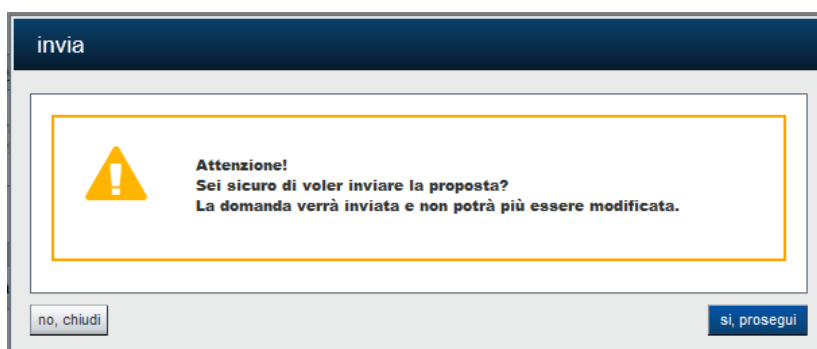 invia
Attenzione!
Sei sicuro di voler inviare la proposta?
La domanda verrà inviata e non potrà più essere modificata.
no, chiudi
si, prosegui